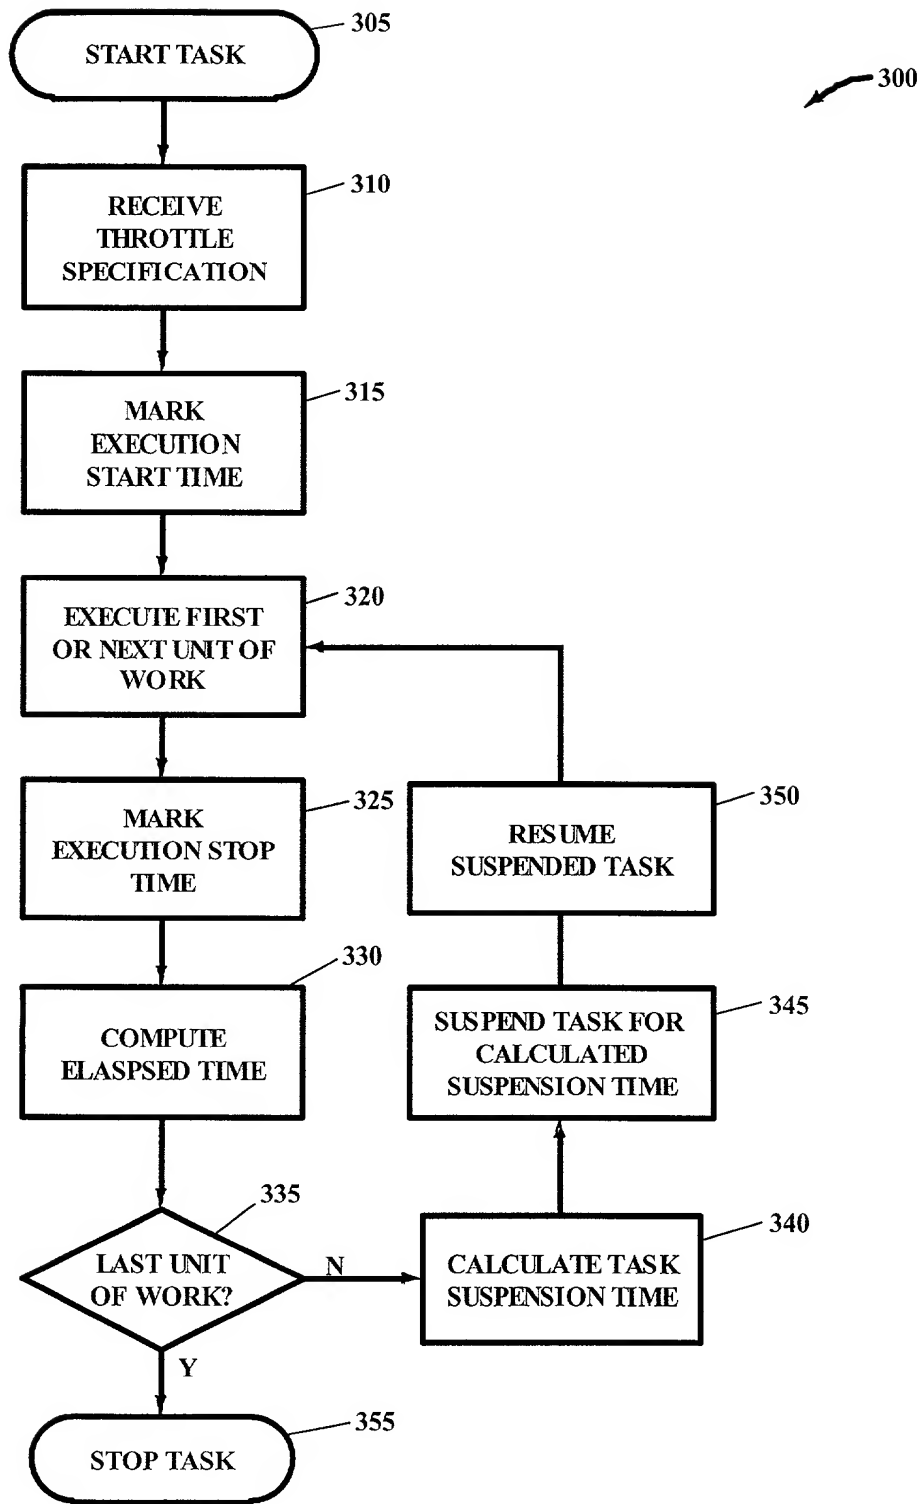 START TASK
305
300
RECEIVE
THROTTLE
SPECIFICATION
310
MARK
EXECUTION
START TIME
315
EXECUTE FIRST
OR NEXT UNIT OF
WORK
320
MARK
EXECUTION STOP
TIME
325
COMPUTE
ELASPSED TIME
330
LAST UNIT
OF WORK?
335
N
Y
CALCULATE TASK
SUSPENSION TIME
340
SUSPEND TASK FOR
CALCULATED
SUSPENSION TIME
345
RESUME
SUSPENDED TASK
350
STOP TASK
355